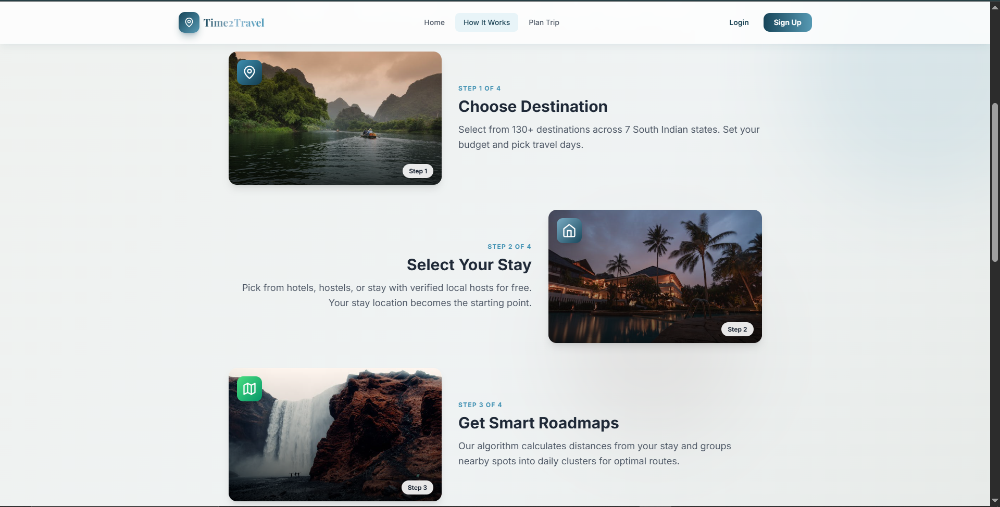 Time2Travel
Home
How It Works
Plan Trip
Login
Sign Up
Step 1
STEP 1 OF 4
Choose Destination
Select from 130+ destinations across 7 South Indian states. Set your
budget and pick travel days.
STEP 2 OF 4
Select Your Stay
Pick from hotels, hostels, or stay with verified local hosts for free.
Your stay location becomes the starting point.
Step 2
Step 3
STEP 3 OF 4
Get Smart Roadmaps
Our algorithm calculates distances from your stay and groups
nearby spots into daily clusters for optimal routes.